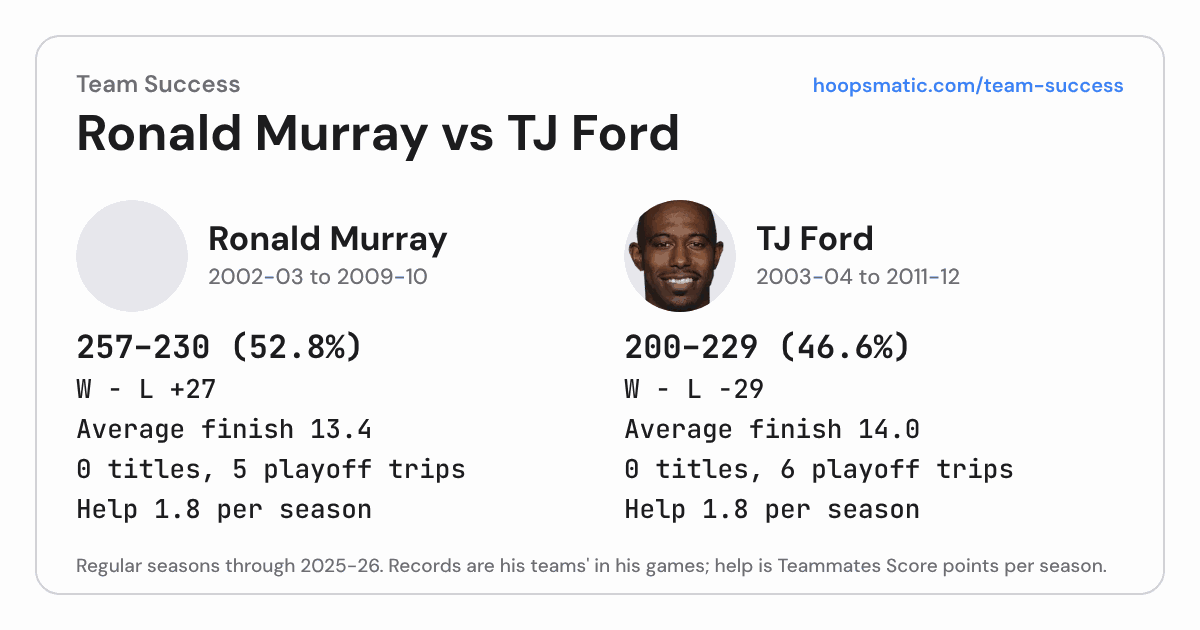 Team Success
hoopsmatic.com/team-success
Ronald Murray vs TJ Ford
Ronald Murray
2002-03 to 2009-10
257-230 (52.8%)
W - L +27
Average finish 13.4
0 titles, 5 playoff trips
Help 1.8 per season
TJ Ford
2003-04 to 2011-12
200-229 (46.6%)
W - L -29
Average finish 14.0
0 titles, 6 playoff trips
Help 1.8 per season
Regular seasons through 2025-26. Records are his teams' in his games; help is Teammates Score points per season.